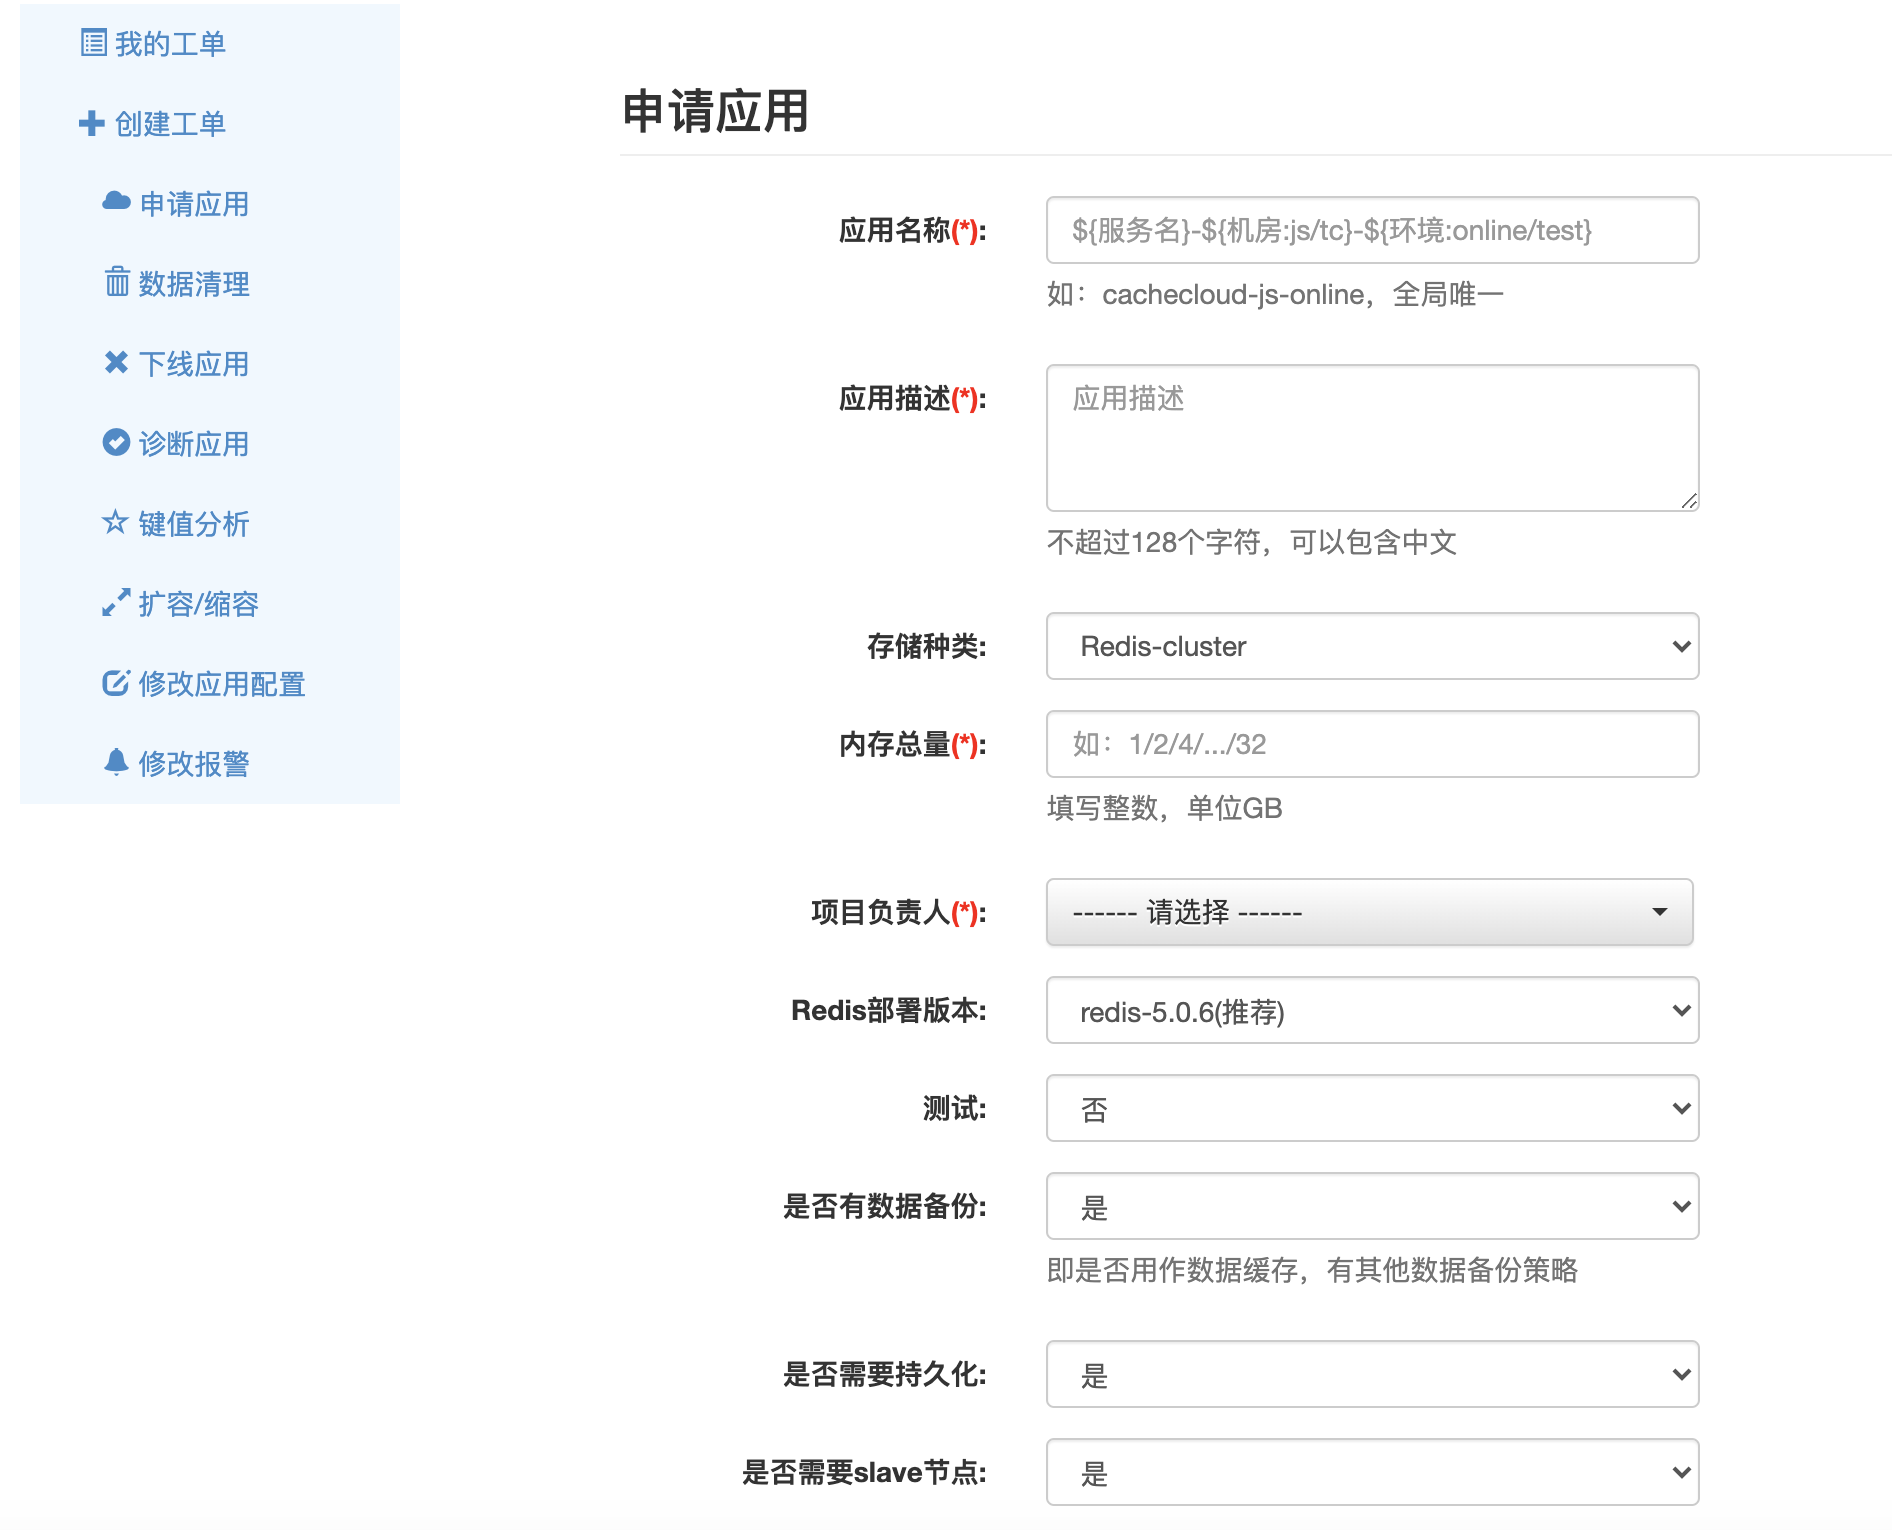 我的工单
创建工单
申请应用
数据清理
下线应用
诊断应用
键值分析
扩容/缩容
修改应用配置
修改报警
申请应用
应用名称(*): ${服务名}-${机房:js/tc}-${环境:online/test}
如：cachecloud-js-online，全局唯一
应用描述(*): 应用描述
不超过128个字符，可以包含中文
存储种类: Redis-cluster
内存总量(*): 如：1/2/4/.../32
填写整数，单位GB
项目负责人(*): ------ 请选择 ------
Redis部署版本: redis-5.0.6(推荐)
测试: 否
是否有数据备份: 是
即是否用作数据缓存，有其他数据备份策略
是否需要持久化: 是
是否需要slave节点: 是